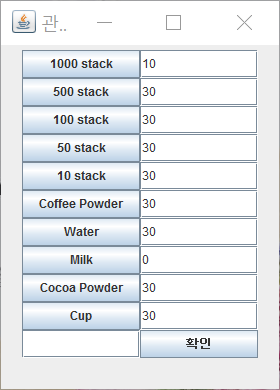 관..
1000 stack 10
500 stack 30
100 stack 30
50 stack 30
10 stack 30
Coffee Powder 30
Water 30
Milk 0
Cocoa Powder 30
Cup 30
확인